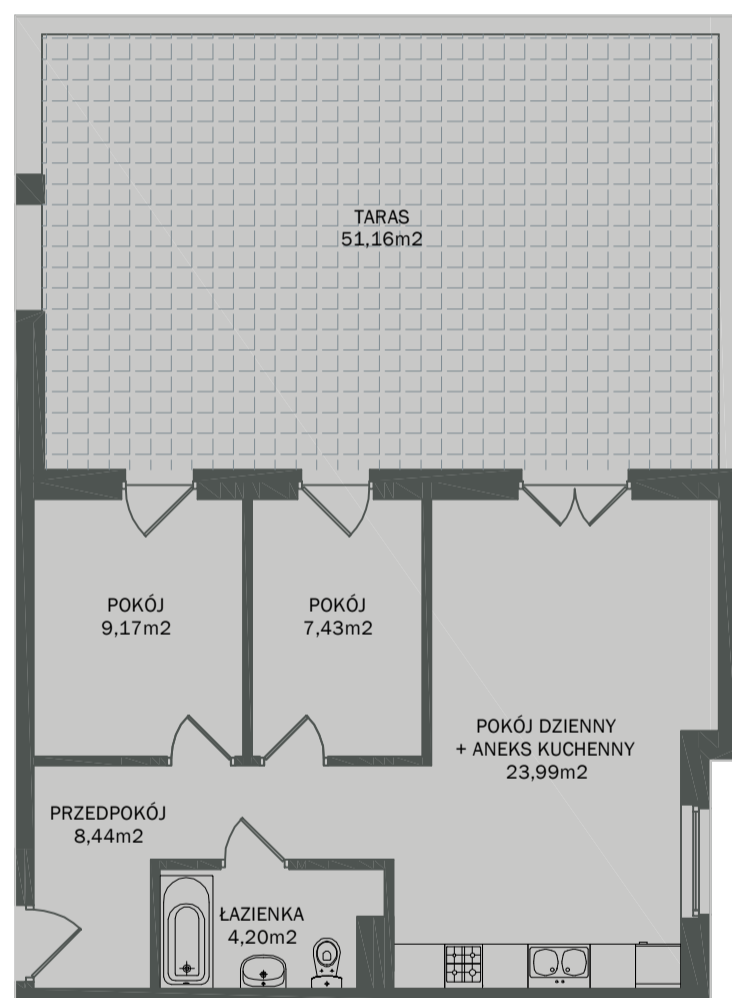 TARAS
51,16m2
POKÓJ
9,17m2
POKÓJ
7,43m2
POKÓJ DZIENNY
+ ANEKS KUCHENNY
23,99m2
PRZEDPOKÓJ
8,44m2
ŁAZIENKA
4,20m2